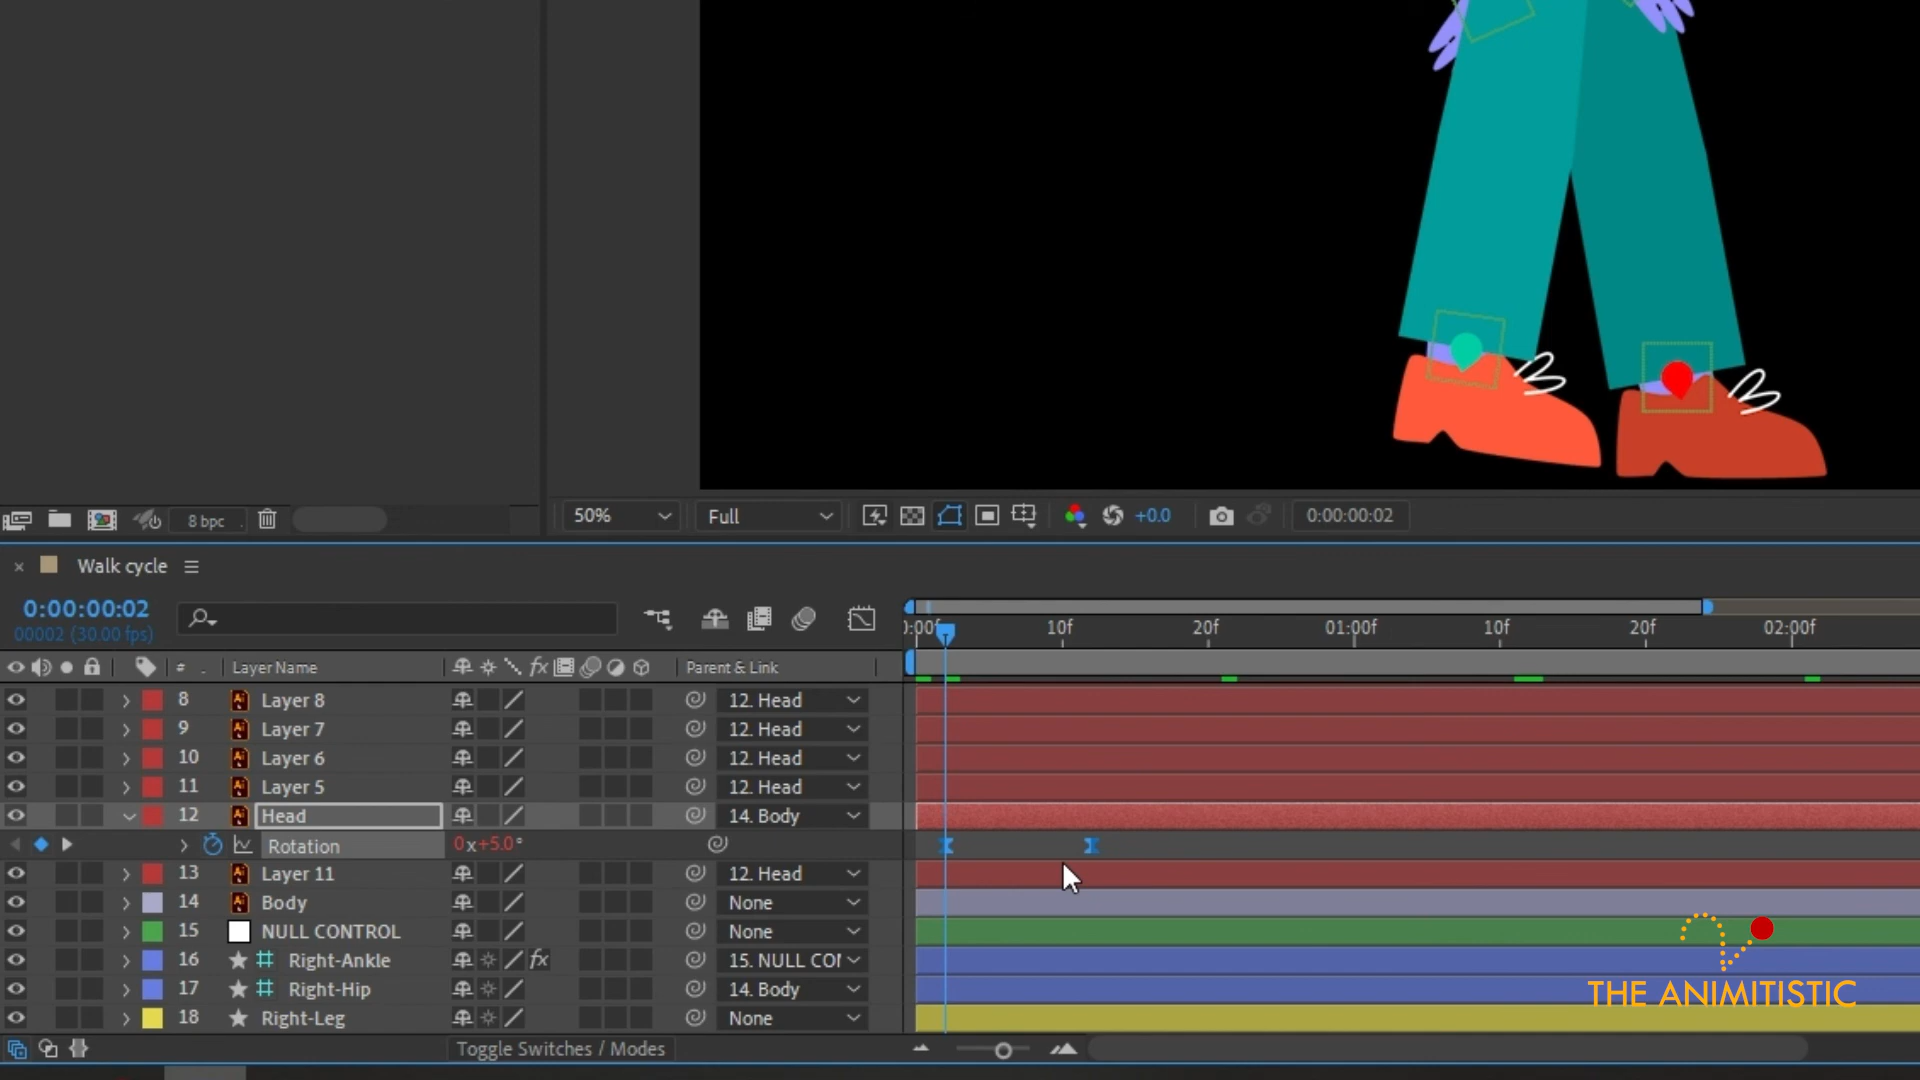 8 bpc
50%
Full
+0.0
0:00:00:02
Walk cycle
0:00:00:02
00002 (30.00 fps)
0:00f 10f 20f 01:00f 10f 20f 02:00f
# Layer Name fx Parent & Link
8 Layer 8 12. Head
9 Layer 7 12. Head
10 Layer 6 12. Head
11 Layer 5 12. Head
12 Head 14. Body
Rotation 0x+5.0°
13 Layer 11 12. Head
14 Body None
15 NULL CONTROL None
16 Right-Ankle fx 15. NULL CO
17 Right-Hip 14. Body
18 Right-Leg None
Toggle Switches / Modes
THE ANIMITISTIC